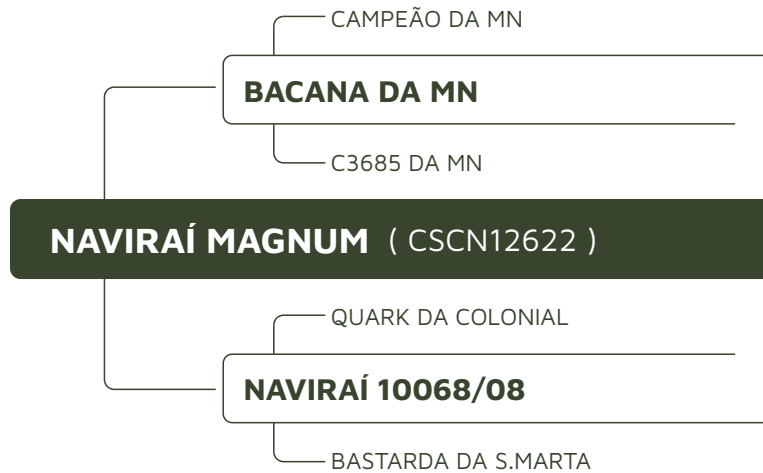 CAMPEÃO DA MN
BACANA DA MN
C3685 DA MN
NAVIRAÍ MAGNUM ( CSCN12622 )
QUARK DA COLONIAL
NAVIRAÍ 10068/08
BASTARDA DA S.MARTA